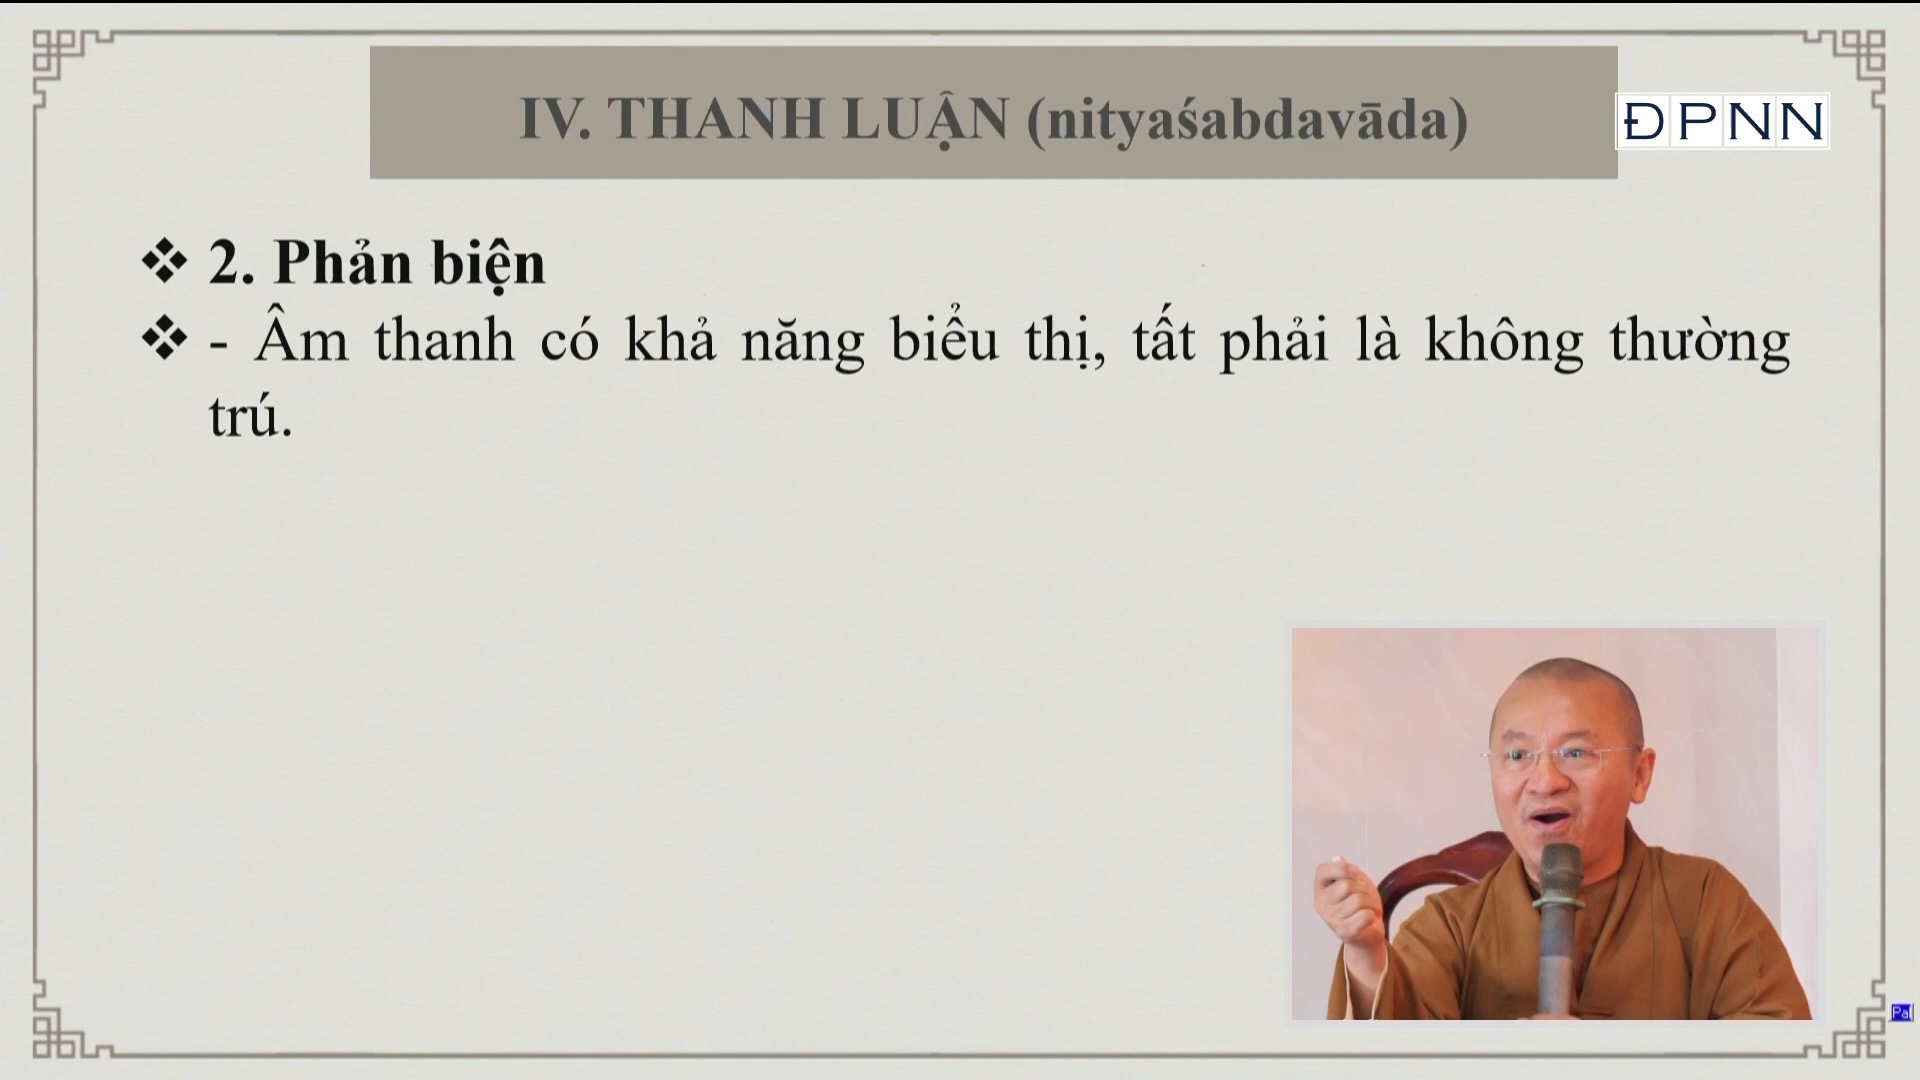 IV. THANH LUẬN (nityaśabdavāda)
ĐPNN
2. Phản biện
- Âm thanh có khả năng biểu thị, tất phải là không thường
trú.
Pa